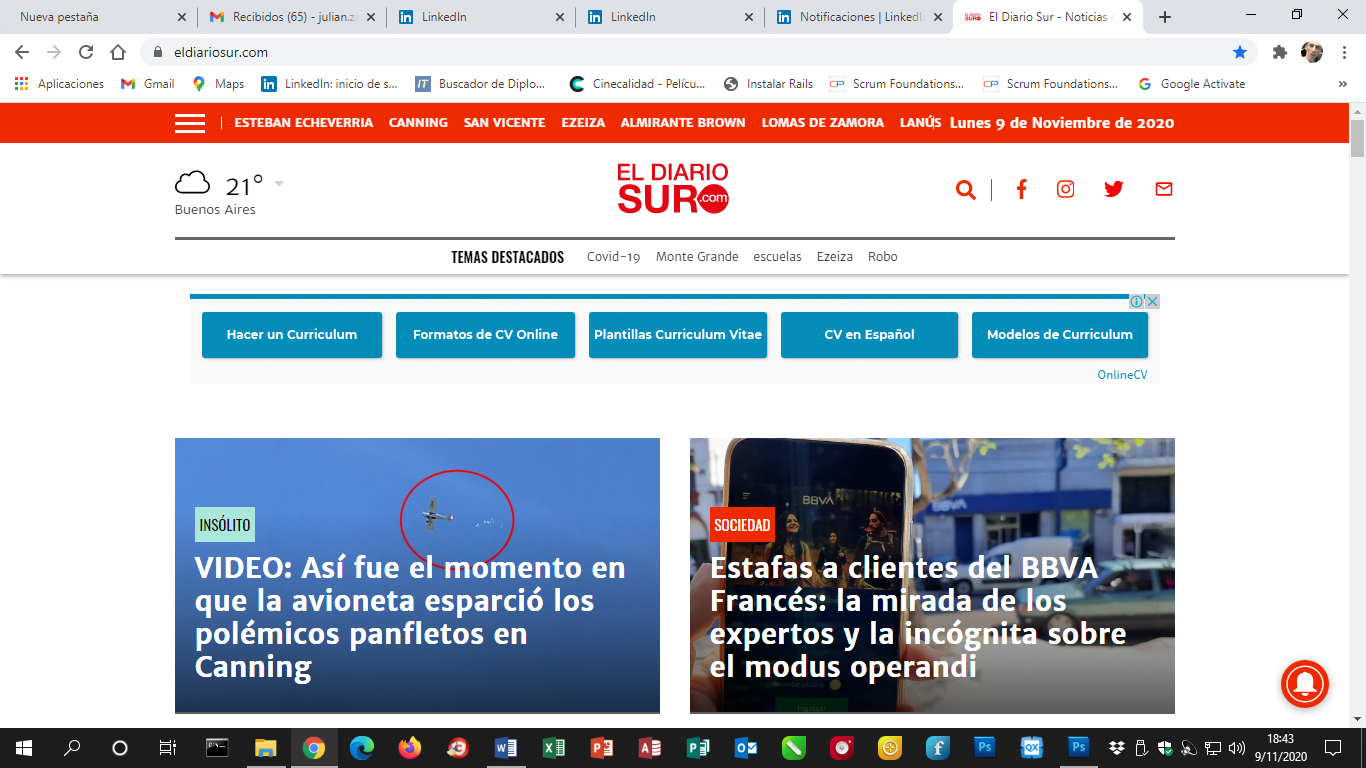 Nueva pestaña
Recibidos (65) - julian.z
LinkedIn
LinkedIn
Notificaciones | LinkedIn
El Diario Sur - Noticias
eldiariosur.com
Aplicaciones
Gmail
Maps
LinkedIn: inicio de s...
Buscador de Diplo...
Cinecalidad - Pelícu...
Instalar Rails
Scrum Foundations...
Scrum Foundations...
Google Activate
ESTEBAN ECHEVERRIA CANNING SAN VICENTE EZEIZA ALMIRANTE BROWN LOMAS DE ZAMORA LANÚS Lunes 9 de Noviembre de 2020
21°
Buenos Aires
EL DIARIO
SUR.com
TEMAS DESTACADOS Covid-19 Monte Grande escuelas Ezeiza Robo
Hacer un Curriculum
Formatos de CV Online
Plantillas Curriculum Vitae
CV en Español
Modelos de Curriculum
OnlineCV
INSÓLITO
VIDEO: Así fue el momento en
que la avioneta esparció los
polémicos panfletos en
Canning
BBVA
BBVA
SOCIEDAD
Estafas a clientes del BBVA
Francés: la mirada de los
expertos y la incógnita sobre
el modus operandi
Ingresar
18:43
9/11/2020